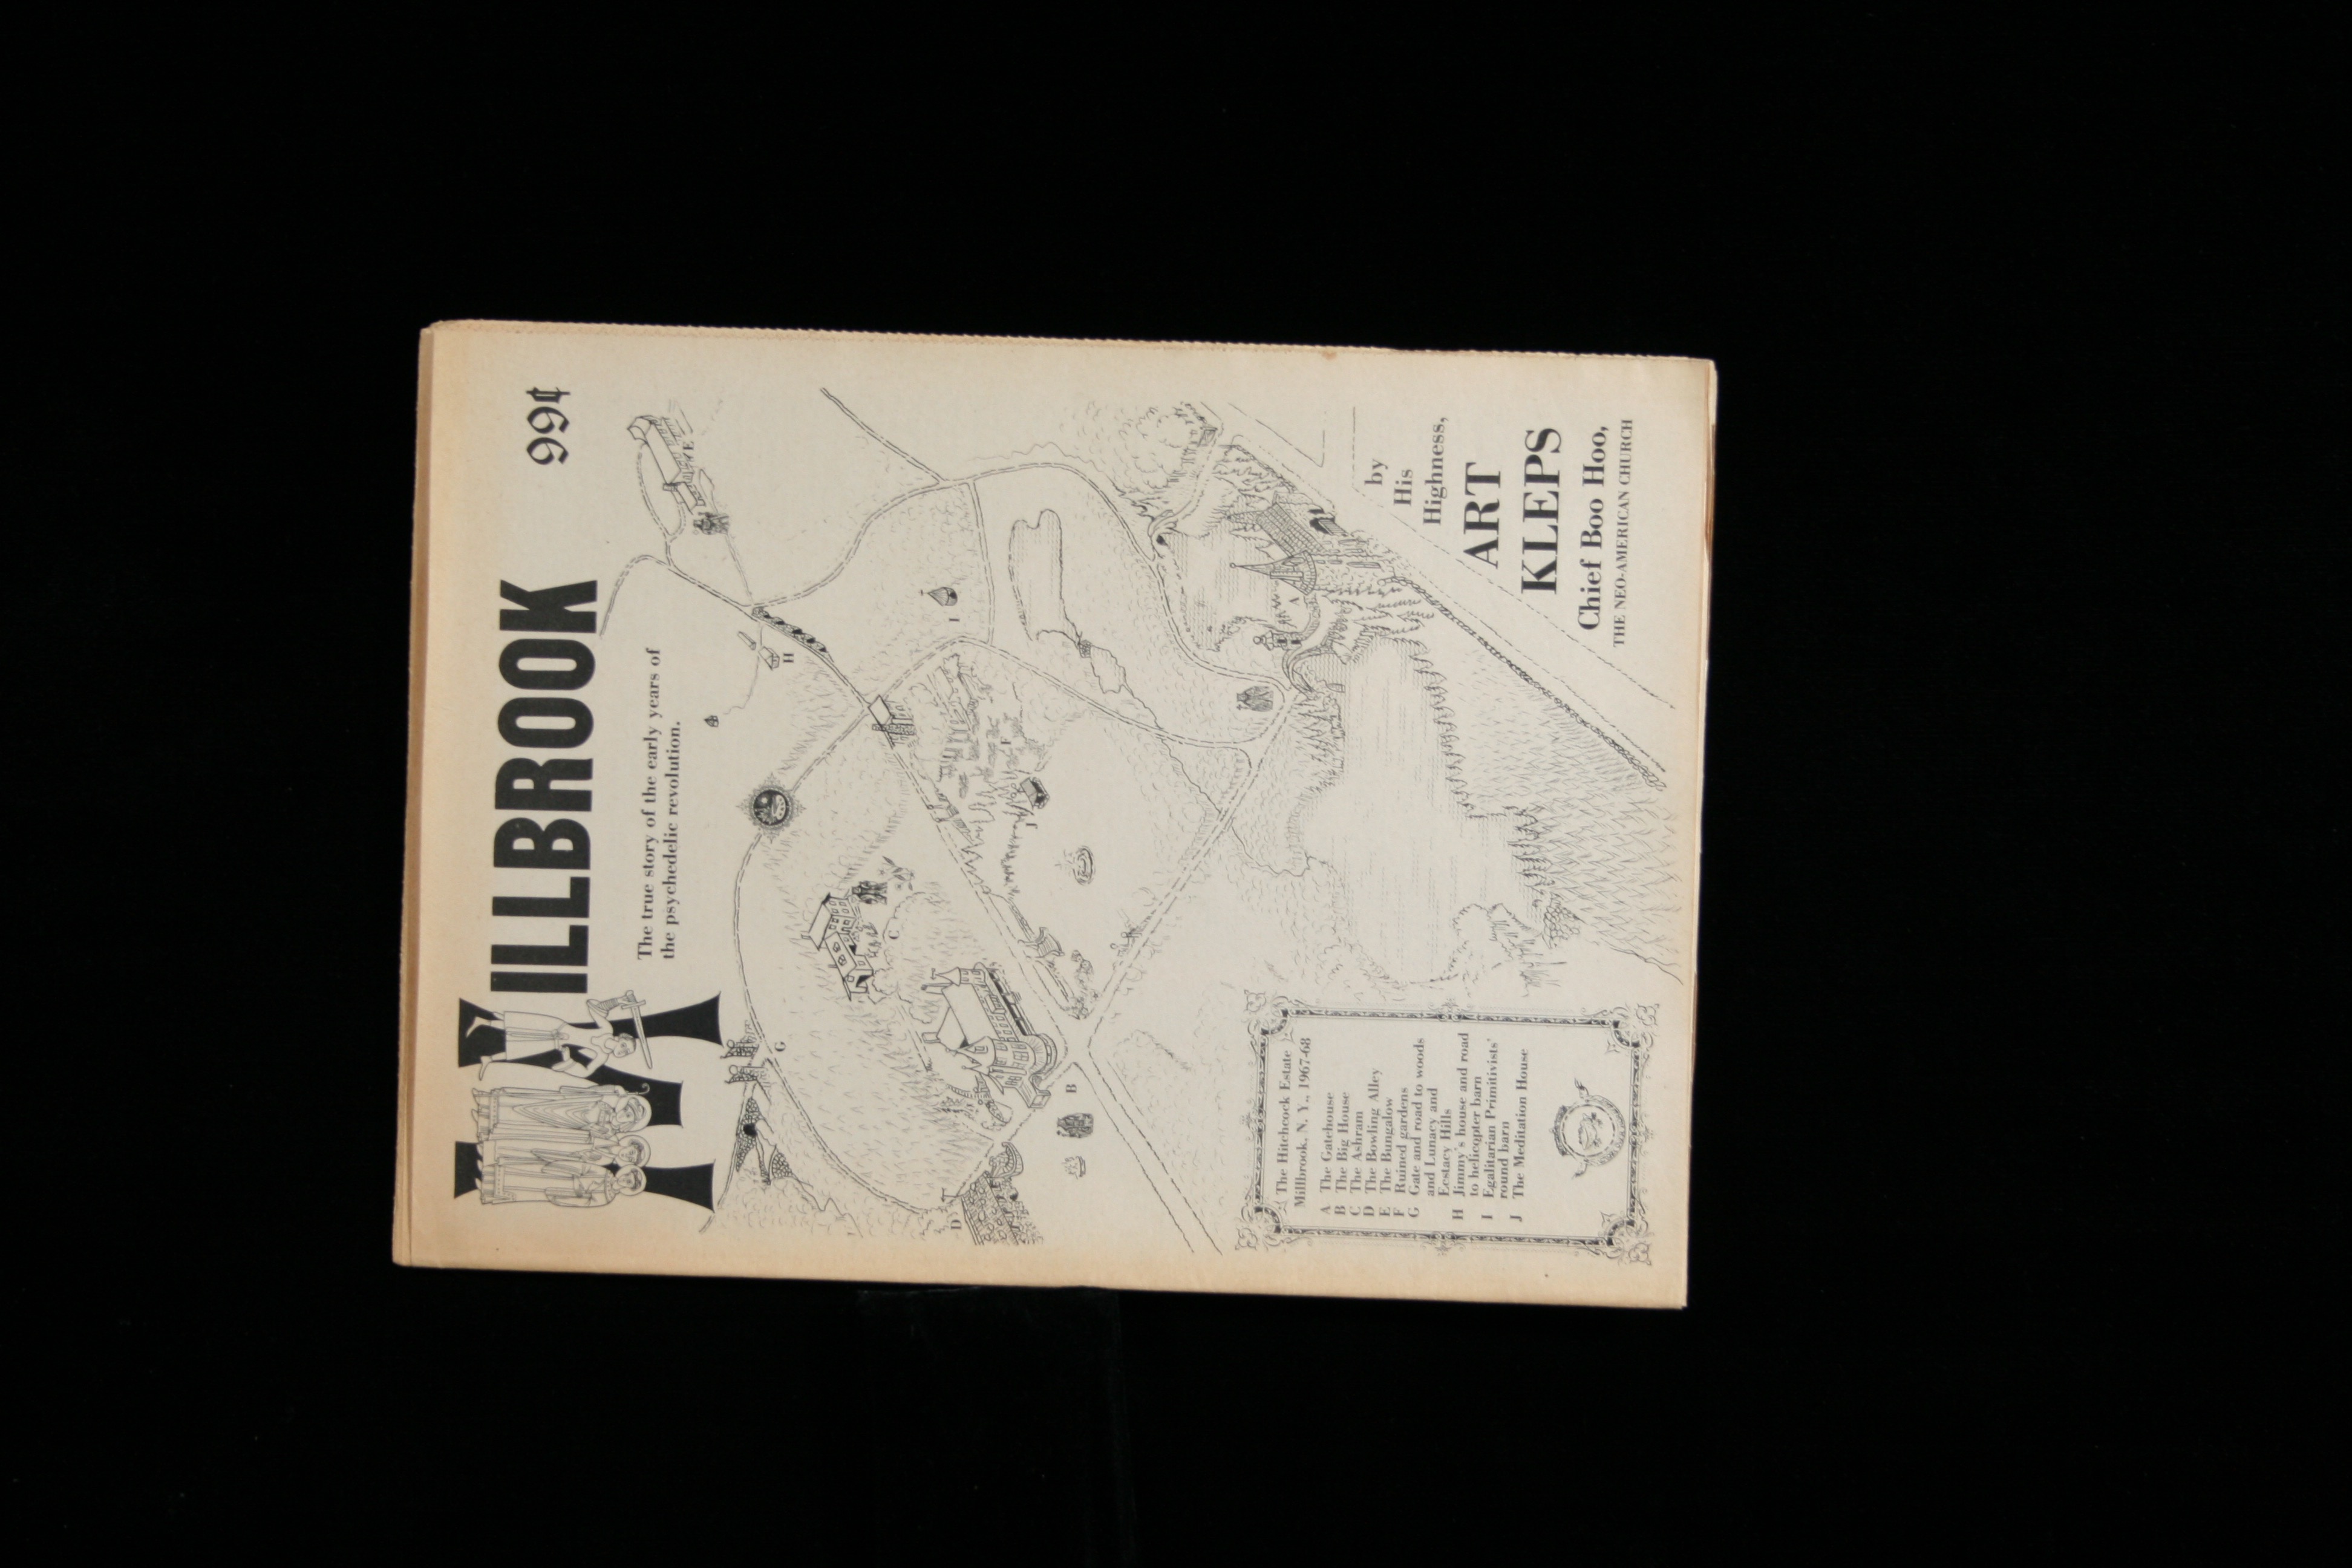 MILLBROOK
99¢
The true story of the early years of
the psychedelic revolution.
E
H
I
G
C
F
J
A
D
B
The Hitchcock Estate
Millbrook, N. Y., 1967-68
A The Gatehouse
B The Big House
C The Ashram
D The Bowling Alley
E The Bungalow
F Ruined gardens
G Gate and road to woods
and Lunacy and
Ecstacy Hills
H Jimmy's house and road
to helicopter barn
I Egalitarian Primitivists'
round barn
J The Meditation House
by
His
Highness,
ART
KLEPS
Chief Boo Hoo,
THE NEO-AMERICAN CHURCH